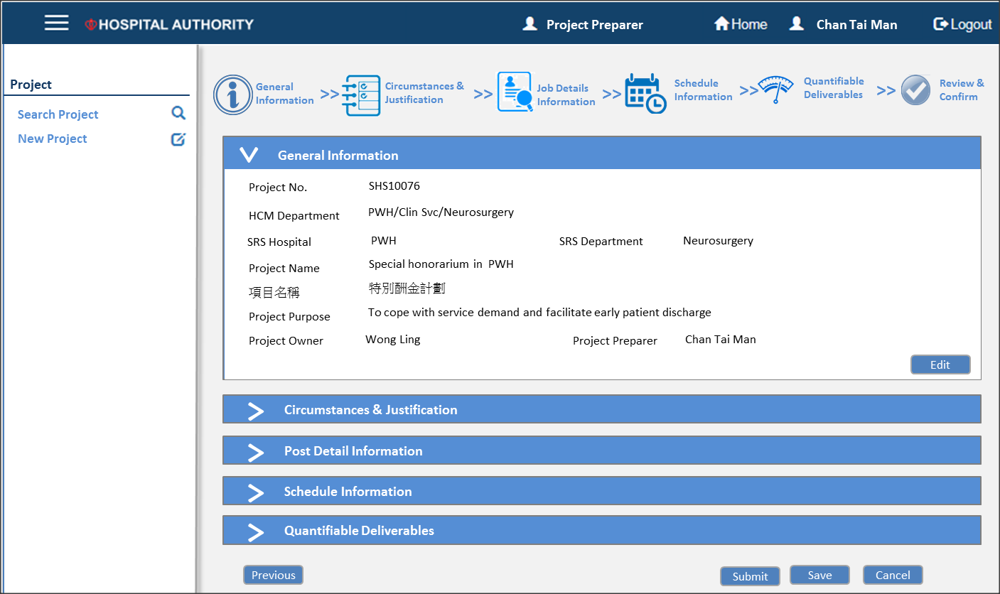 HOSPITAL AUTHORITY
Project Preparer
Home
Chan Tai Man
Logout
Project
Search Project
New Project
General
Information
>>
Circumstances &
Justification
>>
Job Details
Information
>>
Schedule
Information
>>
Quantifiable
Deliverables
>>
Review &
Confirm
General Information
Project No. SHS10076
HCM Department PWH/Clin Svc/Neurosurgery
SRS Hospital PWH SRS Department Neurosurgery
Project Name Special honorarium in PWH
項目名稱 特別酬金計劃
Project Purpose To cope with service demand and facilitate early patient discharge
Project Owner Wong Ling Project Preparer Chan Tai Man
Edit
Circumstances & Justification
Post Detail Information
Schedule Information
Quantifiable Deliverables
Previous Submit Save Cancel